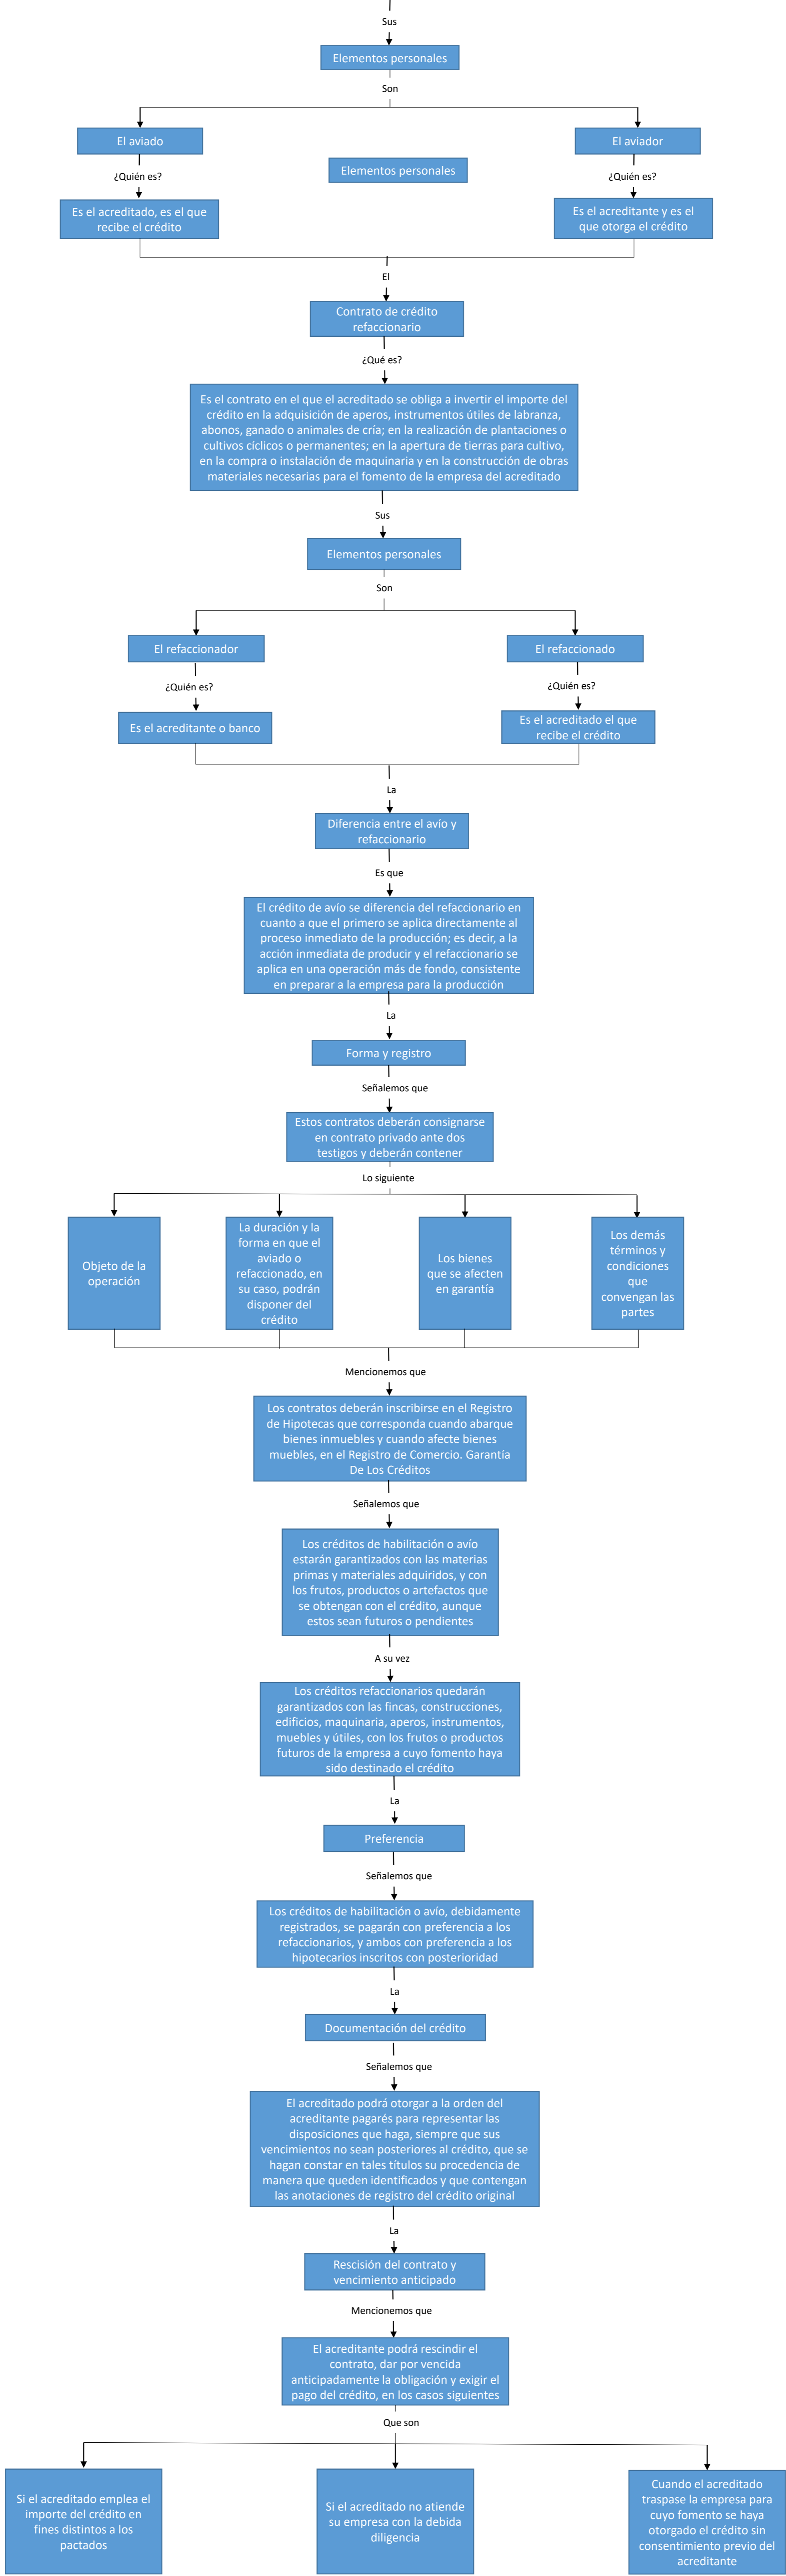 Sus
Elementos personales
Son
El aviado
El aviador
¿Quién es?
Elementos personales
¿Quién es?
Es el acreditado, es el que
recibe el crédito
Es el acreditante y es el
que otorga el crédito
El
Contrato de crédito
refaccionario
¿Qué es?
Es el contrato en el que el acreditado se obliga a invertir el importe del
crédito en la adquisición de aperos, instrumentos útiles de labranza,
abonos, ganado o animales de cría; en la realización de plantaciones o
cultivos cíclicos o permanentes; en la apertura de tierras para cultivo,
en la compra o instalación de maquinaria y en la construcción de obras
materiales necesarias para el fomento de la empresa del acreditado
Sus
Elementos personales
Son
El refaccionador
El refaccionado
¿Quién es?
¿Quién es?
Es el acreditante o banco
Es el acreditado el que
recibe el crédito
La
Diferencia entre el avío y
refaccionario
Es que
El crédito de avío se diferencia del refaccionario en
cuanto a que el primero se aplica directamente al
proceso inmediato de la producción; es decir, a la
acción inmediata de producir y el refaccionario se
aplica en una operación más de fondo, consistente
en preparar a la empresa para la producción
La
Forma y registro
Señalemos que
Estos contratos deberán consignarse
en contrato privado ante dos
testigos y deberán contener
Lo siguiente
Objeto de la
operación
La duración y la
forma en que el
aviado o
refaccionado, en
su caso, podrán
disponer del
crédito
Los bienes
que se afecten
en garantía
Los demás
términos y
condiciones
que
convengan las
partes
Mencionemos que
Los contratos deberán inscribirse en el Registro
de Hipotecas que corresponda cuando abarque
bienes inmuebles y cuando afecte bienes
muebles, en el Registro de Comercio. Garantía
De Los Créditos
Señalemos que
Los créditos de habilitación o avío
estarán garantizados con las materias
primas y materiales adquiridos, y con
los frutos, productos o artefactos que
se obtengan con el crédito, aunque
estos sean futuros o pendientes
A su vez
Los créditos refaccionarios quedarán
garantizados con las fincas, construcciones,
edificios, maquinaria, aperos, instrumentos,
muebles y útiles, con los frutos o productos
futuros de la empresa a cuyo fomento haya
sido destinado el crédito
La
Preferencia
Señalemos que
Los créditos de habilitación o avío, debidamente
registrados, se pagarán con preferencia a los
refaccionarios, y ambos con preferencia a los
hipotecarios inscritos con posterioridad
La
Documentación del crédito
Señalemos que
El acreditado podrá otorgar a la orden del
acreditante pagarés para representar las
disposiciones que haga, siempre que sus
vencimientos no sean posteriores al crédito, que se
hagan constar en tales títulos su procedencia de
manera que queden identificados y que contengan
las anotaciones de registro del crédito original
La
Rescisión del contrato y
vencimiento anticipado
Mencionemos que
El acreditante podrá rescindir el
contrato, dar por vencida
anticipadamente la obligación y exigir el
pago del crédito, en los casos siguientes
Que son
Si el acreditado emplea el
importe del crédito en
fines distintos a los
pactados
Si el acreditado no atiende
su empresa con la debida
diligencia
Cuando el acreditado
traspase la empresa para
cuyo fomento se haya
otorgado el crédito sin
consentimiento previo del
acreditante